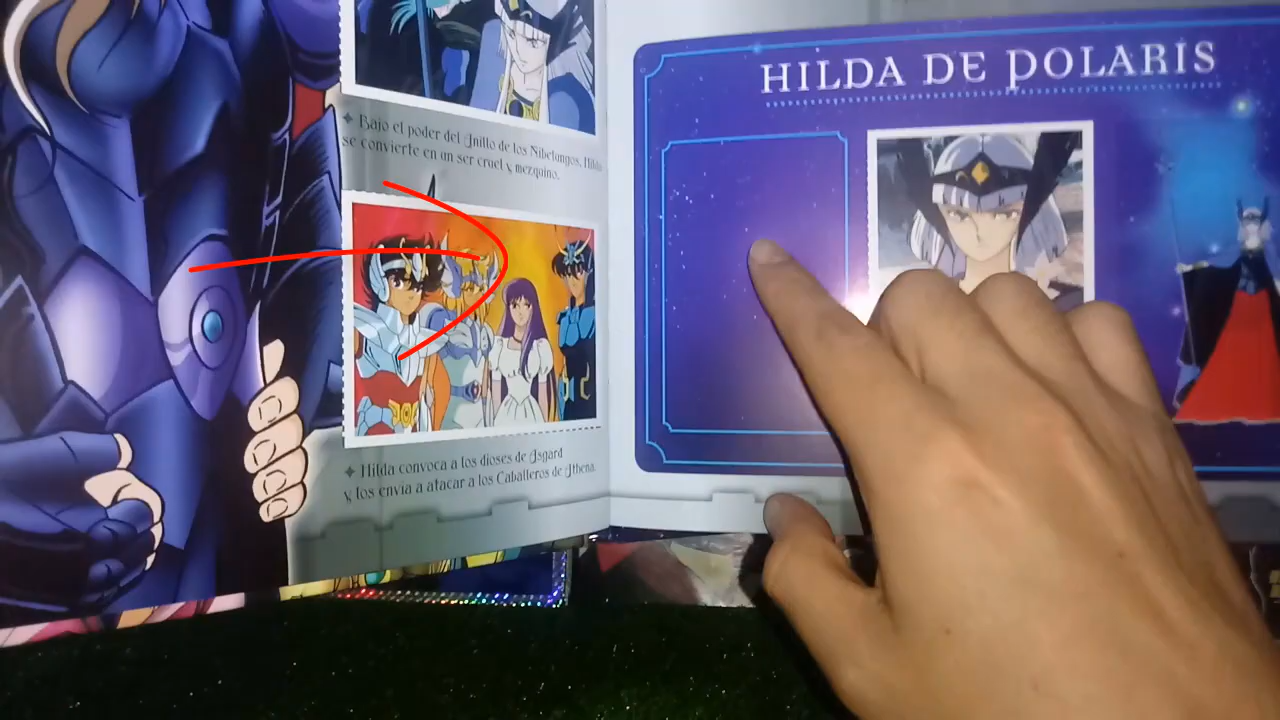 ✦ Bajo el poder del Anillo de los Nibelungos, Hilda
se convierte en un ser cruel y mezquino.
✦ Hilda convoca a los dioses de Asgard
y los envía a atacar a los Caballeros de Athena.
HILDA DE POLARIS